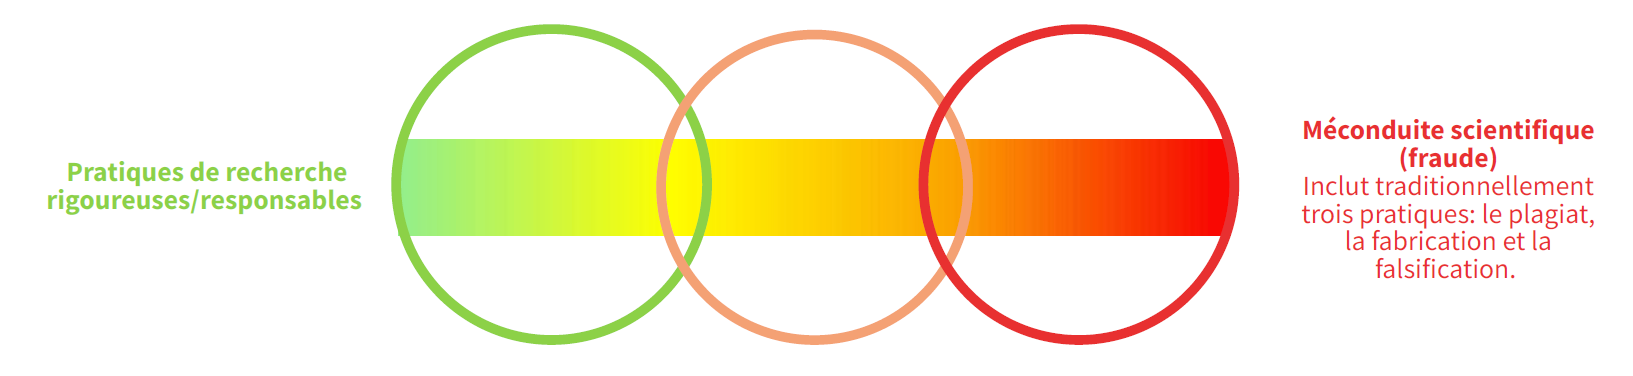 Pratiques de recherche
rigoureuses/responsables
Méconduite scientifique
(fraude)
Inclut traditionnellement
trois pratiques: le plagiat,
la fabrication et la
falsification.